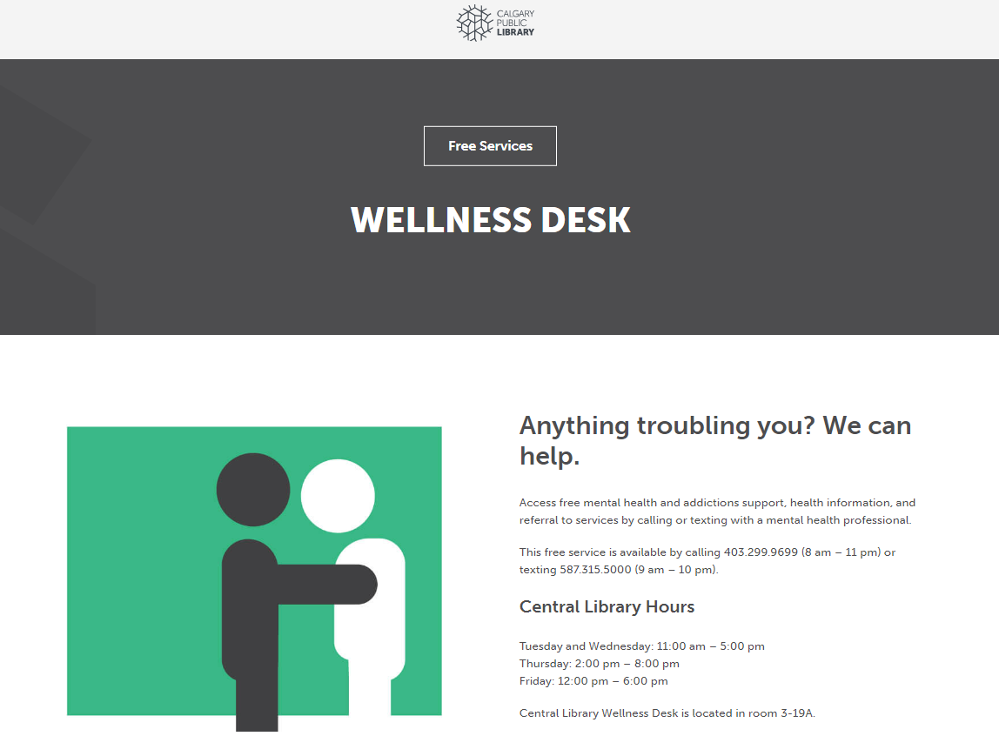 CALGARY
PUBLIC
LIBRARY
Free Services
WELLNESS DESK
Anything troubling you? We can
help.
Access free mental health and addictions support, health information, and
referral to services by calling or texting with a mental health professional.
This free service is available by calling 403.299.9699 (8 am – 11 pm) or
texting 587.315.5000 (9 am – 10 pm).
Central Library Hours
Tuesday and Wednesday: 11:00 am – 5:00 pm
Thursday: 2:00 pm – 8:00 pm
Friday: 12:00 pm – 6:00 pm
Central Library Wellness Desk is located in room 3-19A.